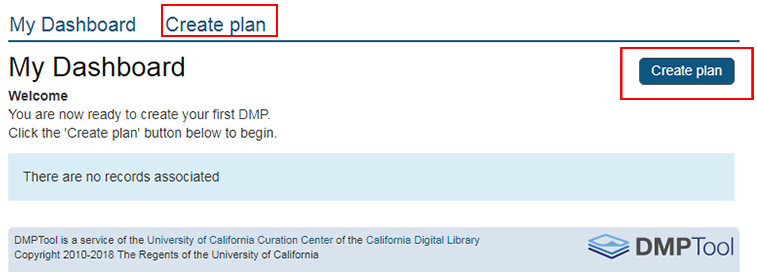 My Dashboard Create plan
My Dashboard
Create plan
Welcome
You are now ready to create your first DMP.
Click the 'Create plan' button below to begin.
There are no records associated
DMPTool is a service of the University of California Curation Center of the California Digital Library
Copyright 2010-2018 The Regents of the University of California
DMPTool